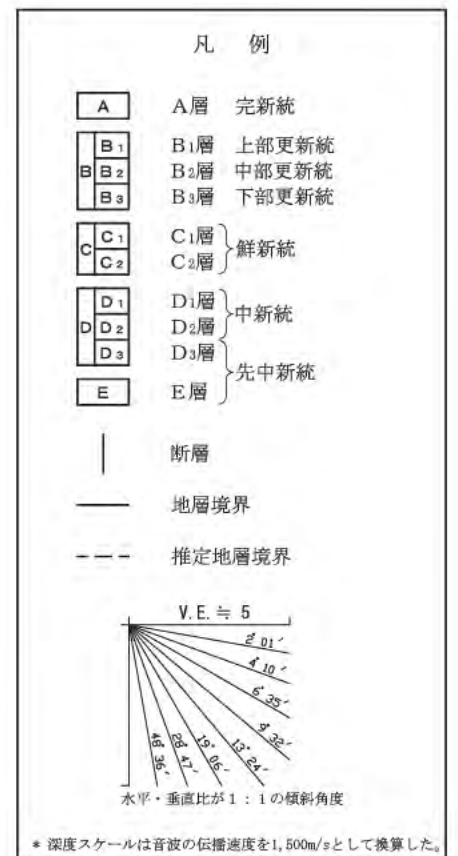 凡 例
A A層 完新統
B B1 B1層 上部更新統
B2 B2層 中部更新統
B3 B3層 下部更新統
C C1 C1層 鮮新統
C2 C2層
D D1 D1層 中新統
D2 D2層
D3 D3層 先中新統
E E層
断層
地層境界
推定地層境界
V.E.≒ 5
2°01′
4°10′
6°35′
9°32′
13°24′
19°06′
28°47′
48°36′
水平・垂直比が1:1の傾斜角度
* 深度スケールは音波の伝播速度を1,500m/sとして換算した。